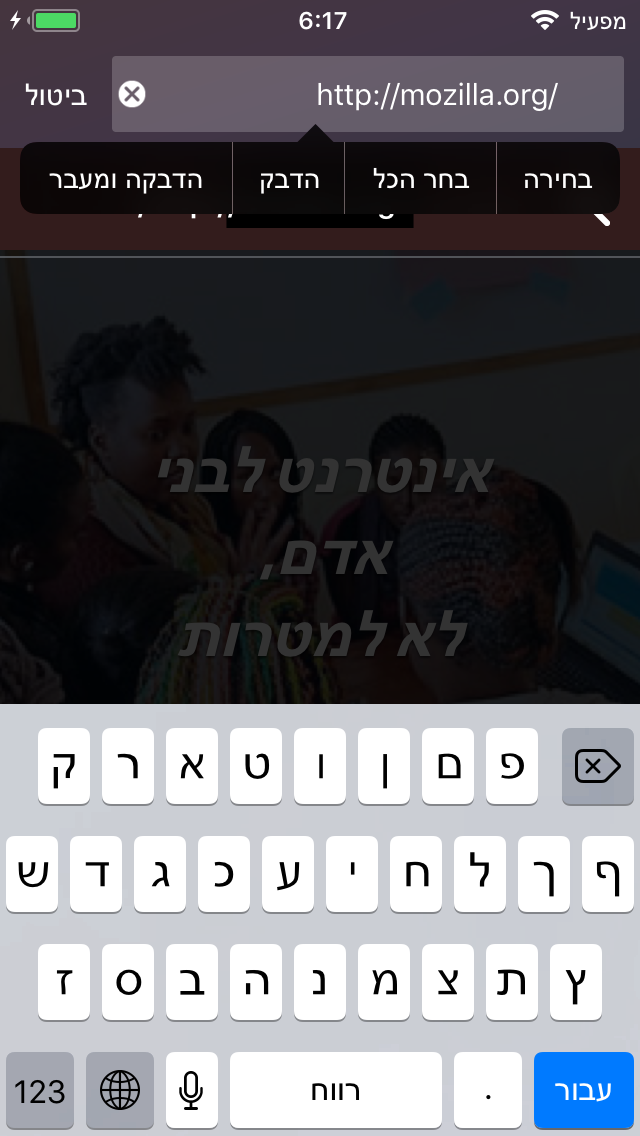 מפעיל 6:17
http://mozilla.org/ ביטול
בחירה בחר הכל הדבק הדבקה ומעבר
אינטרנט לבני
אדם,
לא למטרות
ק ר א ט ו ן ם פ
ש ד ג כ ע י ח ל ך ף
ז ס ב ה נ מ צ ת ץ
123 רווח . עבור